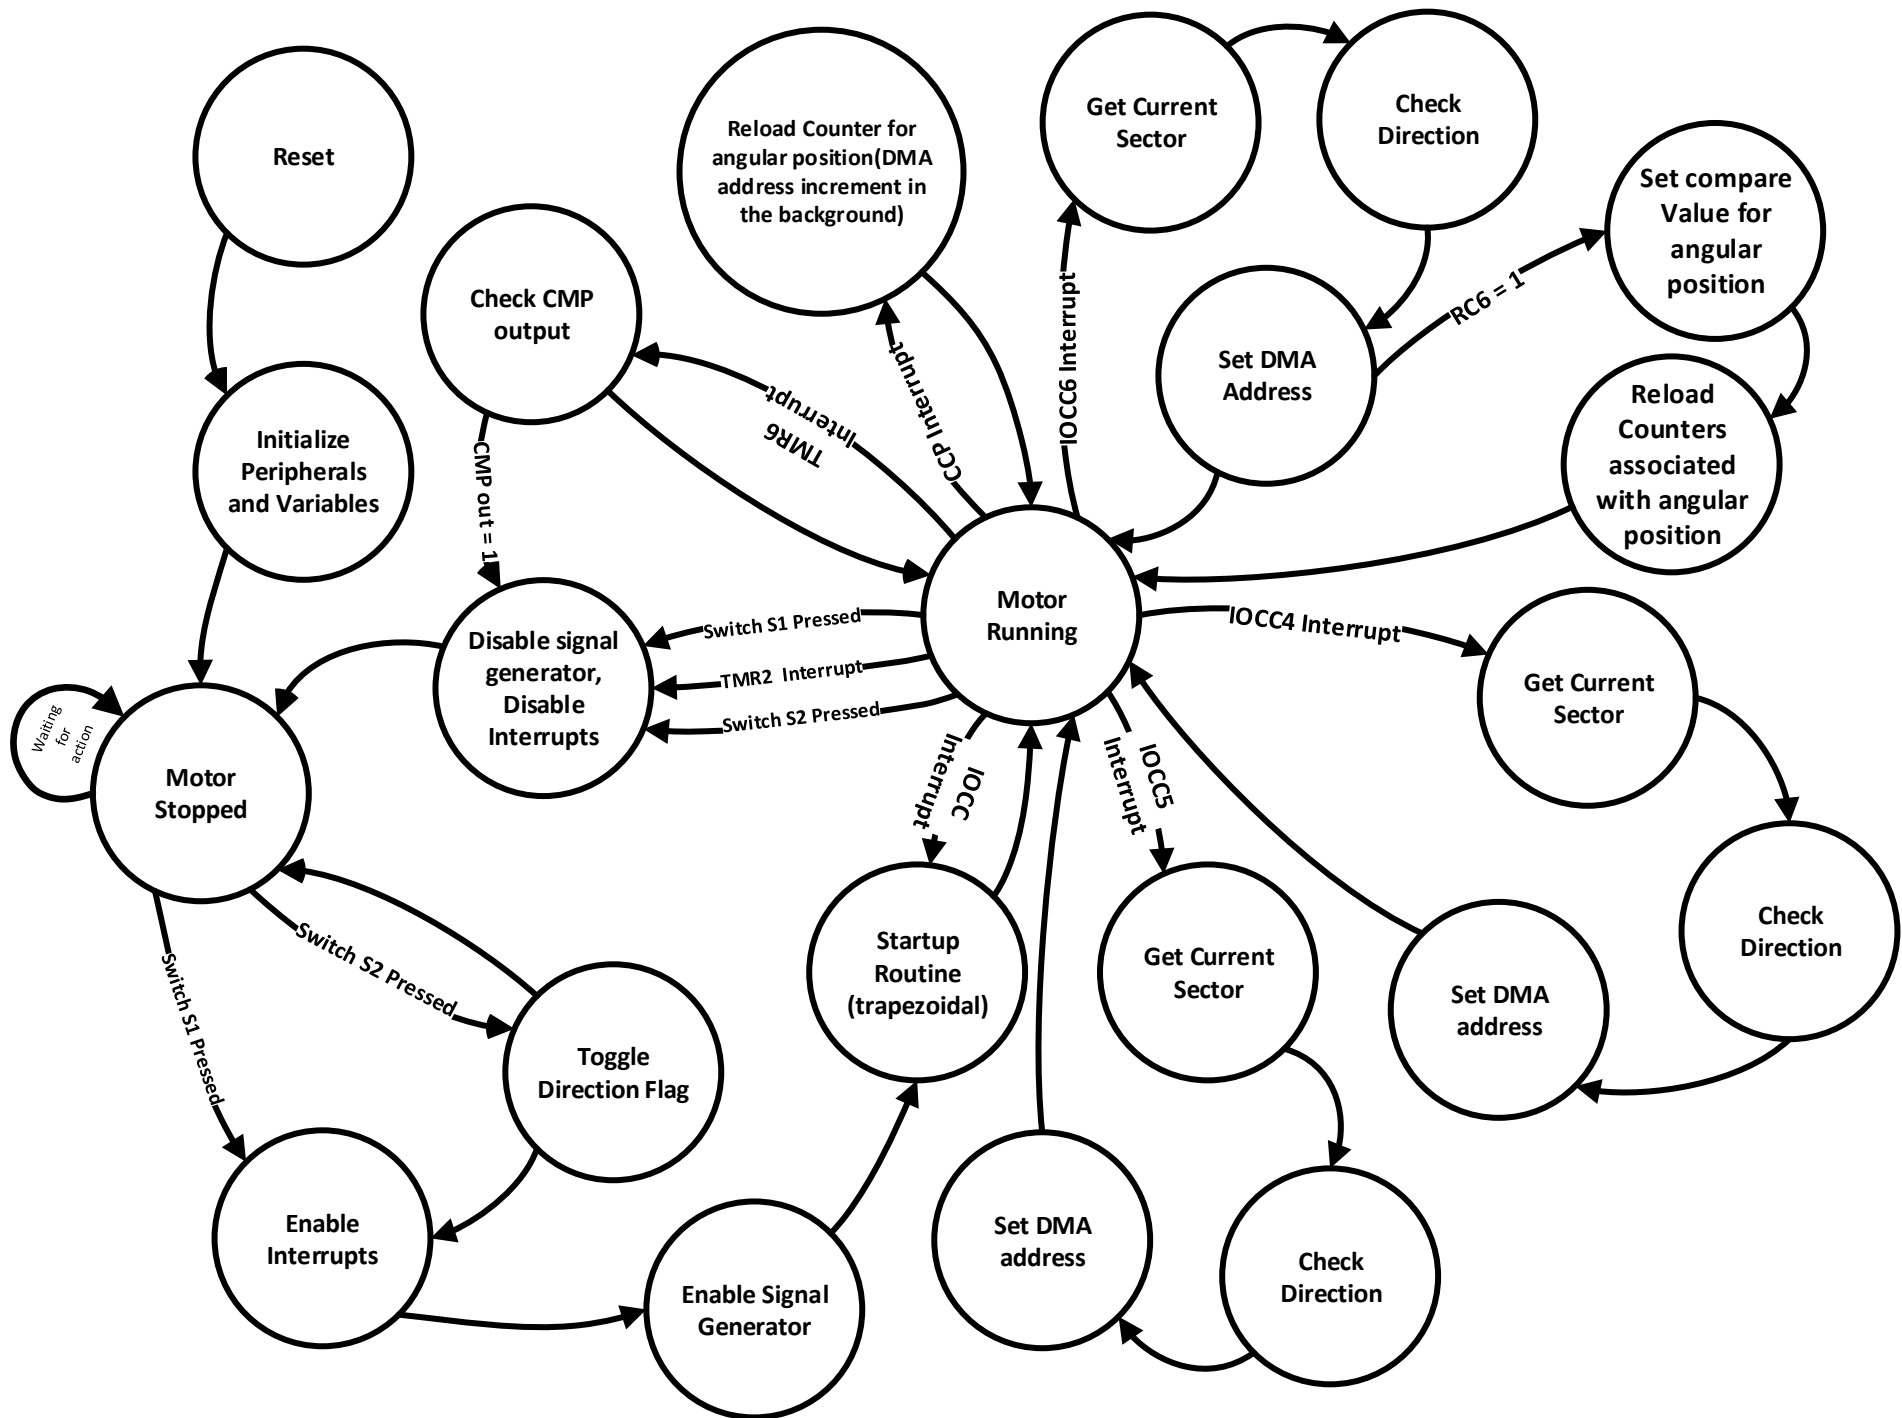 Reset
Reload Counter for
angular position(DMA
address increment in
the background)
Get Current
Sector
Check
Direction
Set compare
Value for
angular
position
Check CMP
output
Set DMA
Address
RC6 = 1
IOCC6 Interrupt
CCP Interrupt
TMR6
Interrupt
Initialize
Peripherals
and Variables
CMP out = 1
Reload
Counters
associated
with angular
position
Motor
Running
Switch S1 Pressed
TMR2 Interrupt
Switch S2 Pressed
IOCC4 Interrupt
Disable signal
generator,
Disable
Interrupts
Get Current
Sector
Waiting
for
action
Motor
Stopped
IOCC
Interrupt
IOCC5
Interrupt
Switch S2 Pressed
Switch S1 Pressed
Startup
Routine
(trapezoidal)
Get Current
Sector
Check
Direction
Set DMA
address
Toggle
Direction Flag
Enable
Interrupts
Set DMA
address
Check
Direction
Enable Signal
Generator